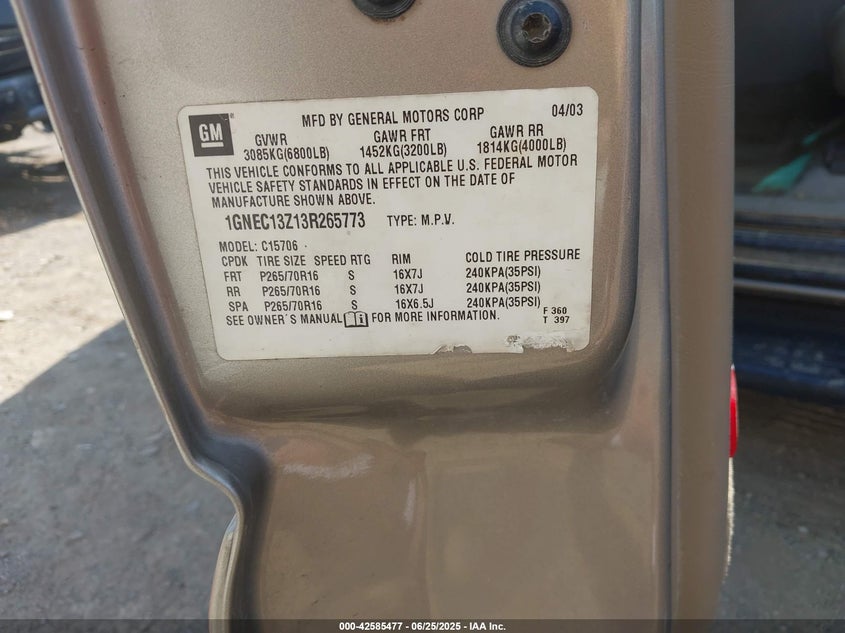 GM
MFD BY GENERAL MOTORS CORP 04/03
GVWR GAWR FRT GAWR RR
3085KG(6800LB) 1452KG(3200LB) 1814KG(4000LB)
THIS VEHICLE CONFORMS TO ALL APPLICABLE U.S. FEDERAL MOTOR
VEHICLE SAFETY STANDARDS IN EFFECT ON THE DATE OF
MANUFACTURE SHOWN ABOVE.
1GNEC13Z13R265773 TYPE: M.P.V.
MODEL: C15706
CPDK TIRE SIZE SPEED RTG RIM COLD TIRE PRESSURE
FRT P265/70R16 S 16X7J 240KPA(35PSI)
RR P265/70R16 S 16X7J 240KPA(35PSI)
SPA P265/70R16 S 16X6.5J 240KPA(35PSI)
SEE OWNER'S MANUAL FOR MORE INFORMATION.
F 360
T 397
000-42585477 - 06/25/2025 - IAA Inc.